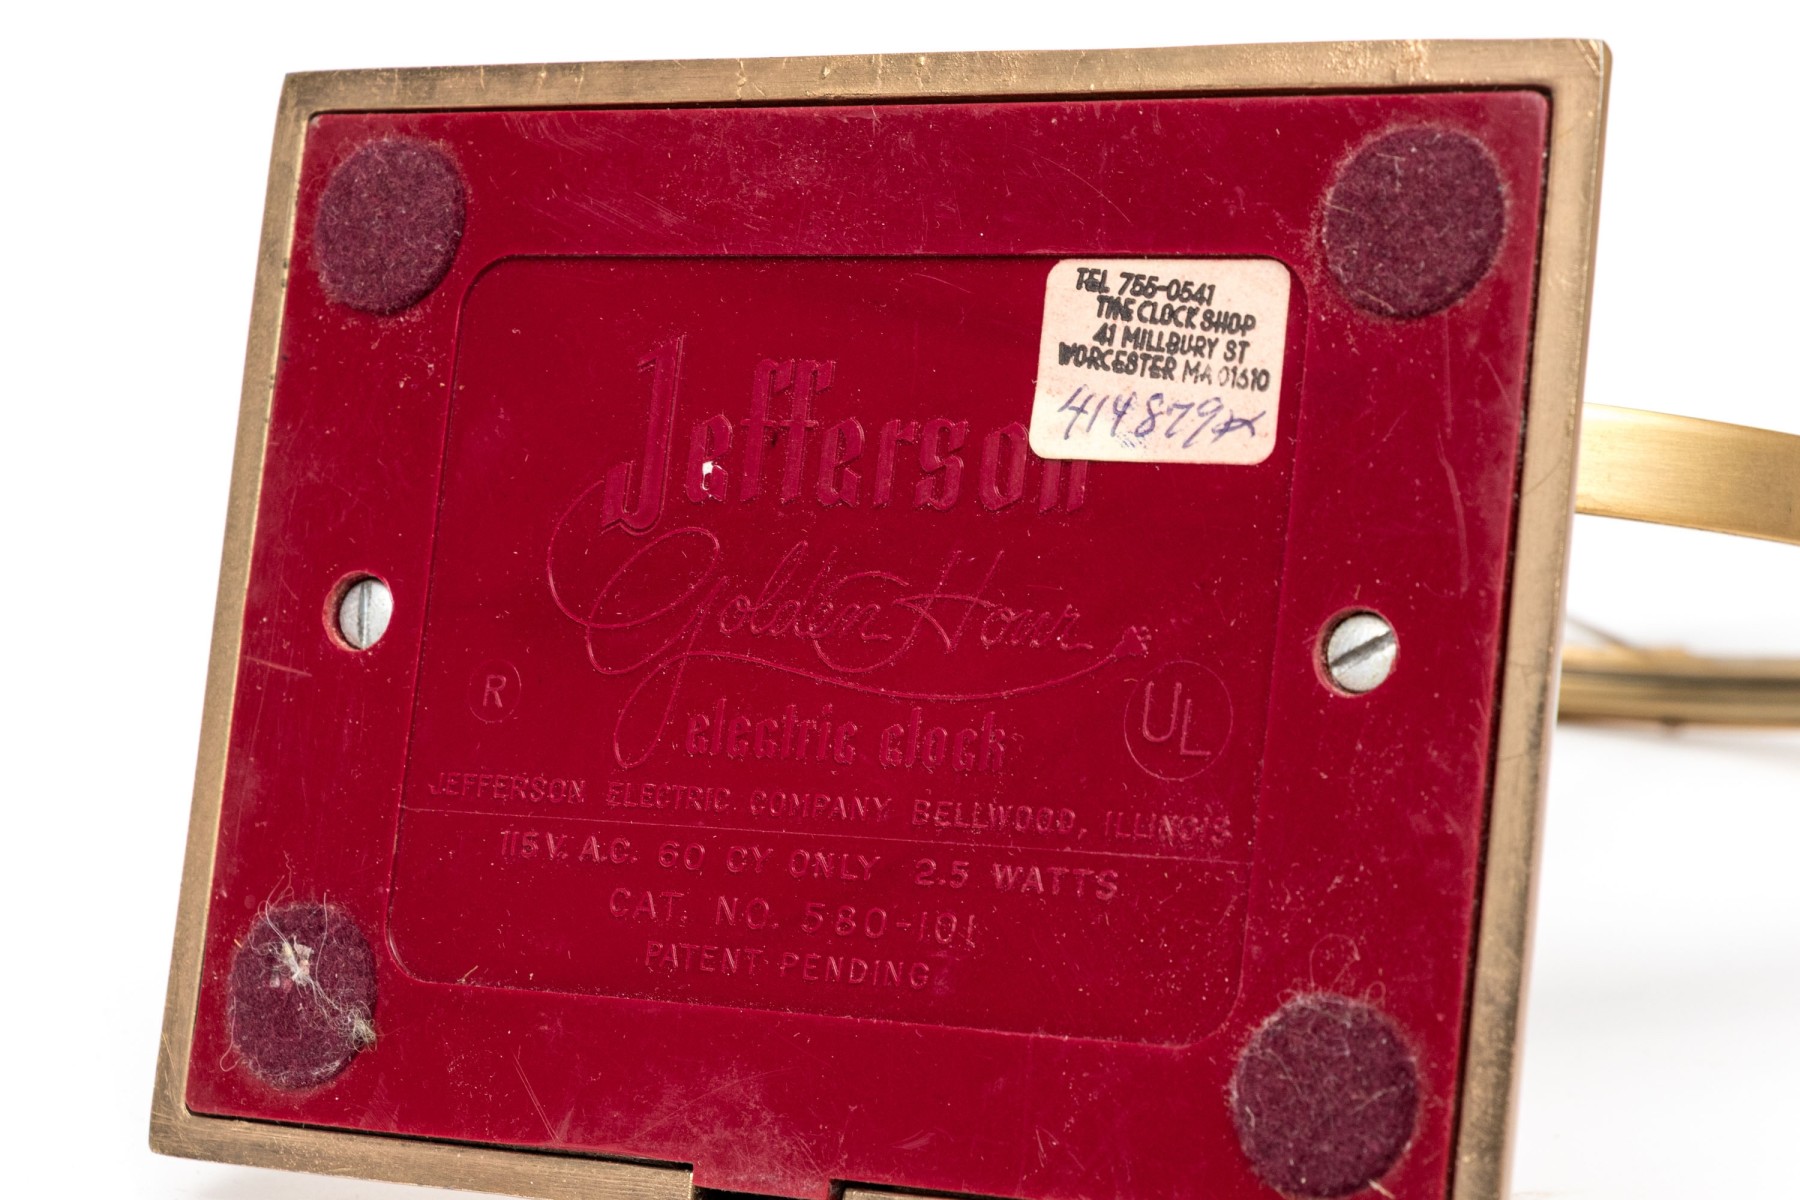 TEL 755-0541
TIME CLOCK SHOP
41 MILLBURY ST
WORCESTER MA 01610
414879
Jefferson
Golden Hour
R
UL
electric clock
JEFFERSON ELECTRIC COMPANY BELLWOOD, ILLINOIS
115 V. A.C. 60 CY ONLY 2.5 WATTS
CAT. NO. 580-101
PATENT PENDING